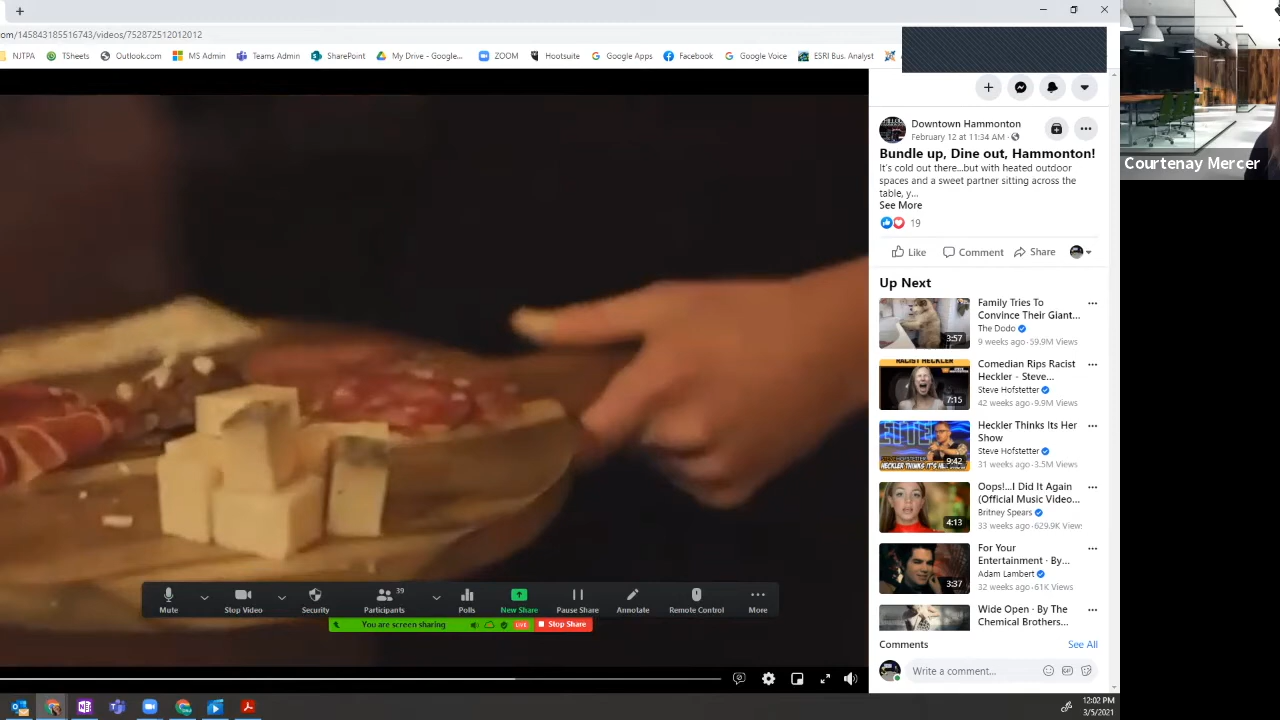 com/145843185516743/videos/752872512012012
NJTPA TSheets Outlook.com MS Admin Teams Admin SharePoint My Drive - Google... ZOOM Hootsuite Google Apps Facebook Google Voice ESRI Bus. Analyst
Courtenay Mercer
Downtown Hammonton
February 12 at 11:34 AM ·
Bundle up, Dine out, Hammonton!
It's cold out there...but with heated outdoor
spaces and a sweet partner sitting across the
table, y...
See More
19
Like Comment Share
Up Next
Family Tries To
Convince Their Giant...
The Dodo
9 weeks ago · 59.9M Views
3:57
RACIST HECKLER
Comedian Rips Racist
Heckler - Steve...
Steve Hofstetter
42 weeks ago · 9.9M Views
7:15
Heckler Thinks Its Her
Show
Steve Hofstetter
31 weeks ago · 3.5M Views
9:42
Oops!...I Did It Again
(Official Music Video...
Britney Spears
33 weeks ago · 629.9K Views
4:13
For Your
Entertainment · By...
Adam Lambert
32 weeks ago · 61K Views
3:37
Wide Open · By The
Chemical Brothers...
Comments See All
Write a comment...
GIF
39
Mute Stop Video Security Participants Polls New Share Pause Share Annotate Remote Control More
You are screen sharing LIVE Stop Share
12:02 PM
3/5/2021